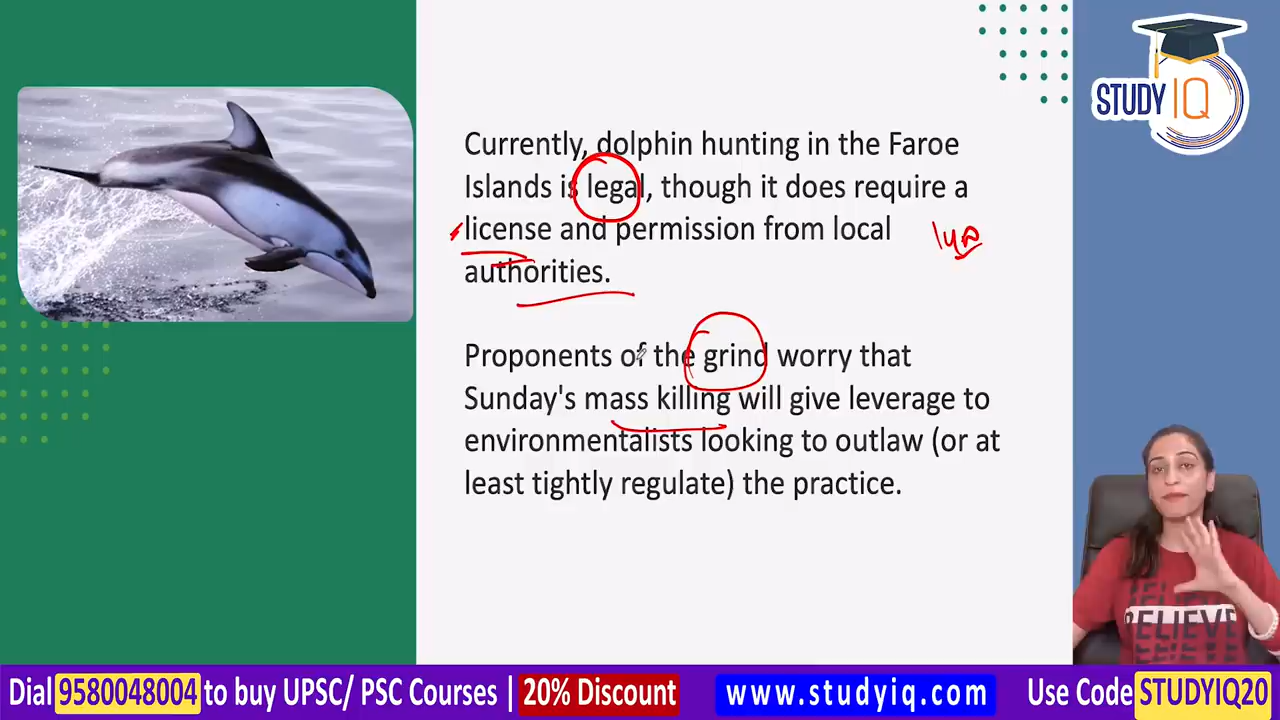 STUDY IQ
Currently, dolphin hunting in the Faroe
Islands is legal, though it does require a
license and permission from local
authorities.
Proponents of the grind worry that
Sunday's mass killing will give leverage to
environmentalists looking to outlaw (or at
least tightly regulate) the practice.
BELIEVE
Dial 9580048004 to buy UPSC/ PSC Courses | 20% Discount www.studyiq.com Use Code STUDYIQ20